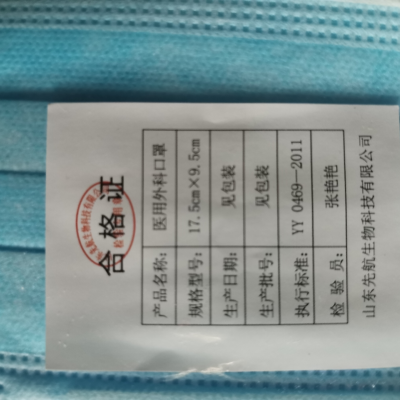 合格证
产品名称: 医用外科口罩
规格型号: 17.5cm×9.5cm
生产日期: 见包装
生产批号: 见包装
执行标准: YY 0469-2011
检 验 员: 张艳艳
山东先航生物科技有限公司